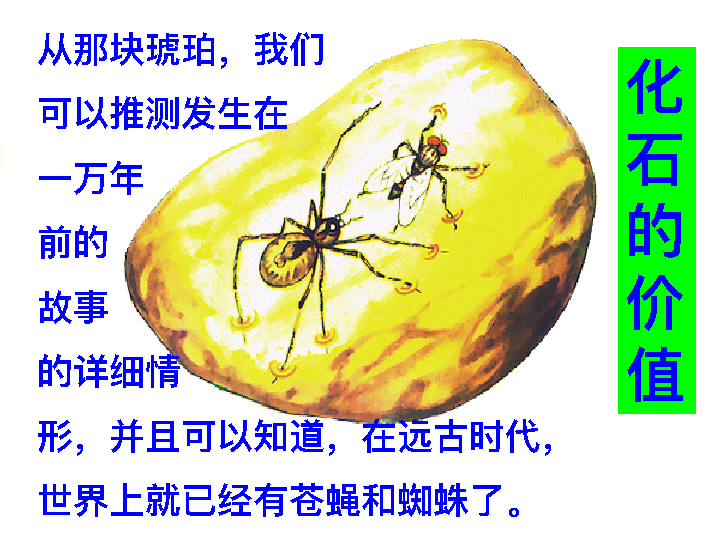 从那块琥珀，我们
可以推测发生在
一万年
前的
故事
的详细情
形，并且可以知道，在远古时代，
世界上就已经有苍蝇和蜘蛛了。
化石的价值